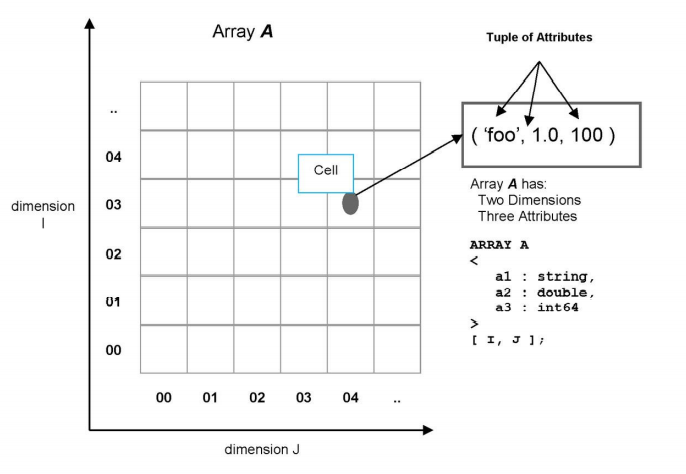 Array A
Tuple of Attributes
( ‘foo’, 1.0, 100 )
Cell
Array A has:
Two Dimensions
Three Attributes
ARRAY A
<
a1 : string,
a2 : double,
a3 : int64
>
[ I, J ];
dimension
I
..
04
03
02
01
00
00 01 02 03 04 ..
dimension J